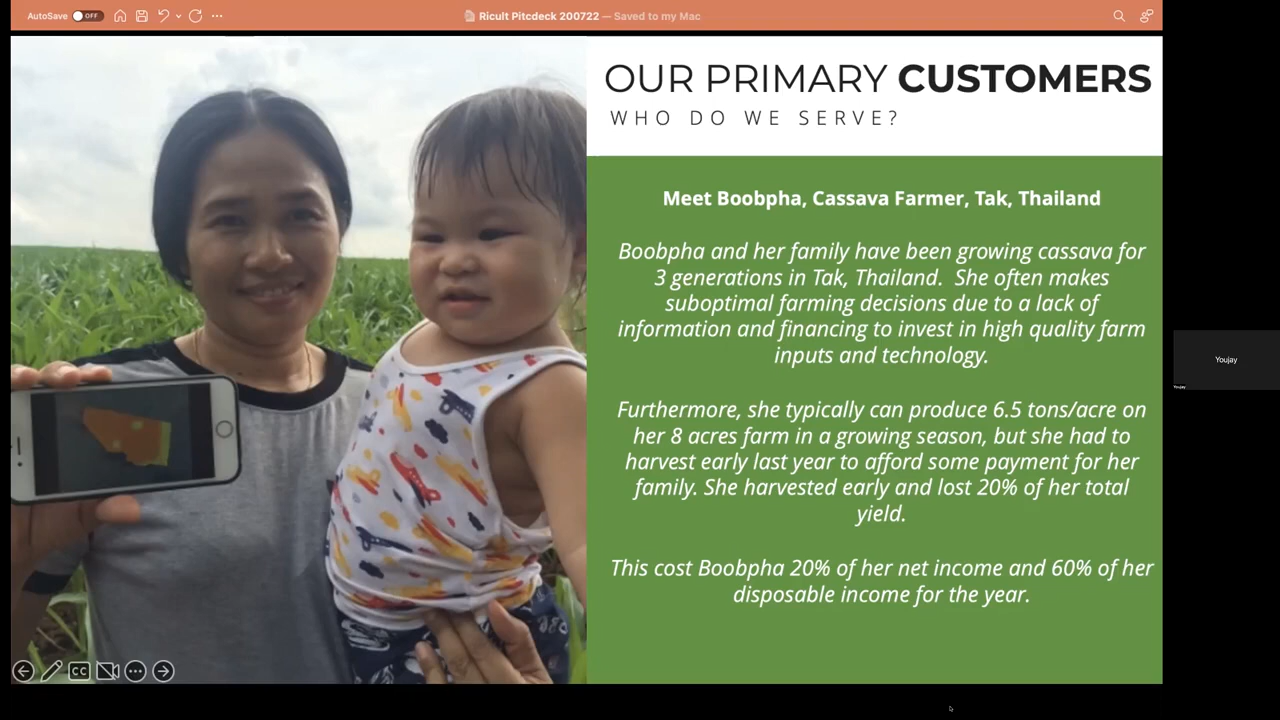 AutoSave OFF
Ricult Pitcdeck 200722 — Saved to my Mac
OUR PRIMARY CUSTOMERS
WHO DO WE SERVE?
Meet Boobpha, Cassava Farmer, Tak, Thailand
Boobpha and her family have been growing cassava for
3 generations in Tak, Thailand.  She often makes
suboptimal farming decisions due to a lack of
information and financing to invest in high quality farm
inputs and technology.
Furthermore, she typically can produce 6.5 tons/acre on
her 8 acres farm in a growing season, but she had to
harvest early last year to afford some payment for her
family. She harvested early and lost 20% of her total
yield.
This cost Boobpha 20% of her net income and 60% of her
disposable income for the year.
CC
Youjay
Youjay